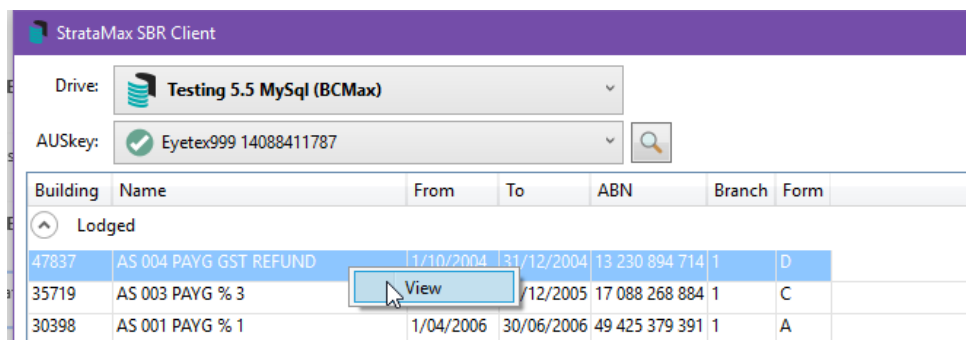 StrataMax SBR Client
Drive: Testing 5.5 MySql (BCMax)
AUSkey: Eyetex999 14088411787
Building Name From To ABN Branch Form
Lodged
47837 AS 004 PAYG GST REFUND 1/10/2004 31/12/2004 13 230 894 714 1 D
View
35719 AS 003 PAYG % 3 /12/2005 17 088 268 884 1 C
30398 AS 001 PAYG % 1 1/04/2006 30/06/2006 49 425 379 391 1 A